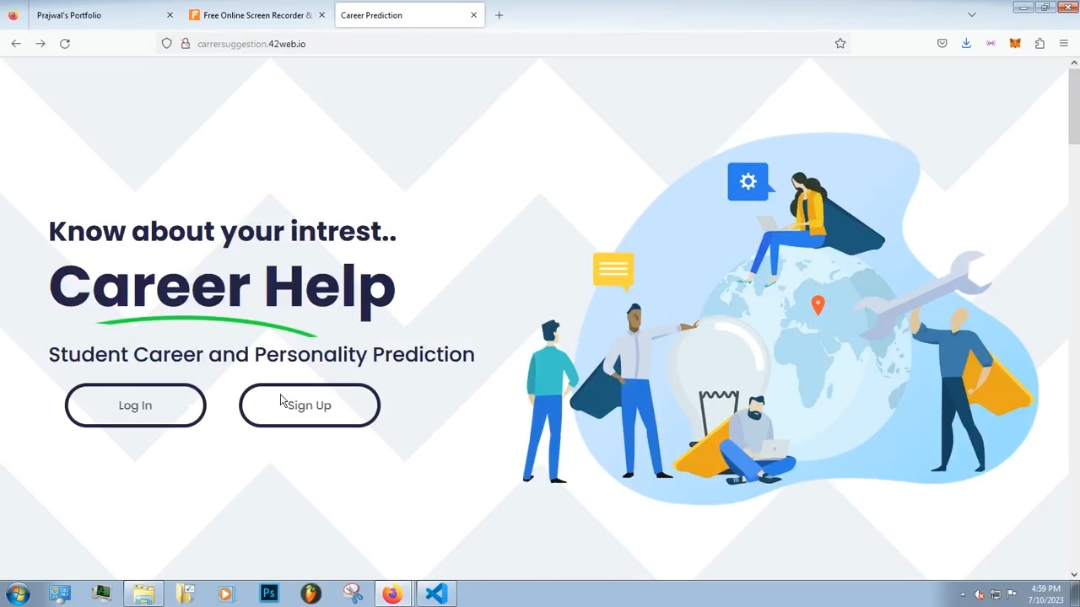 Prajwal's Portfolio
Free Online Screen Recorder &
Career Prediction
carrersuggestion.42web.io
Know about your intrest..
Career Help
Student Career and Personality Prediction
Log In
Sign Up
Ps
4:59 PM
7/10/2023